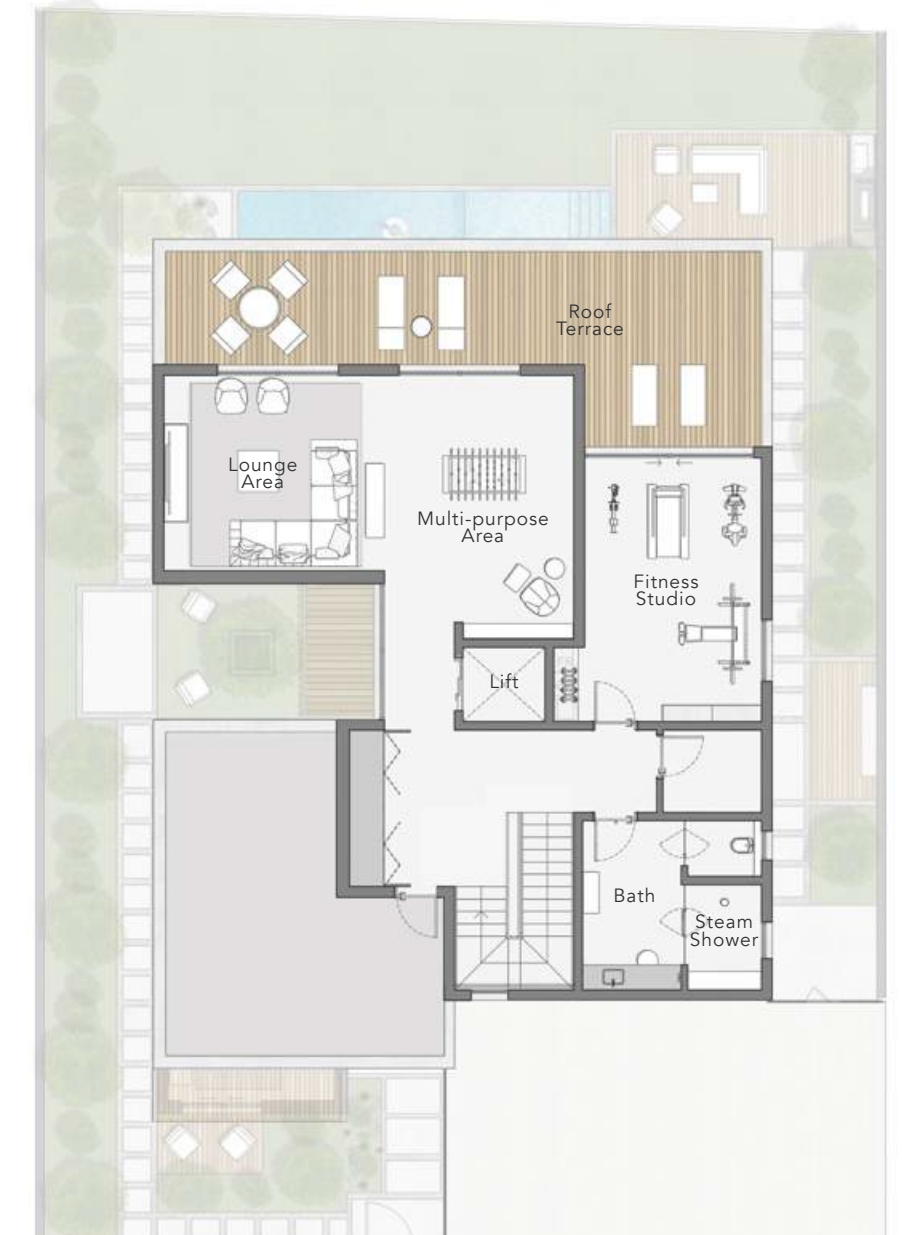 Roof
Terrace
Lounge
Area
Multi-purpose
Area
Fitness
Studio
Lift
Bath
Steam
Shower